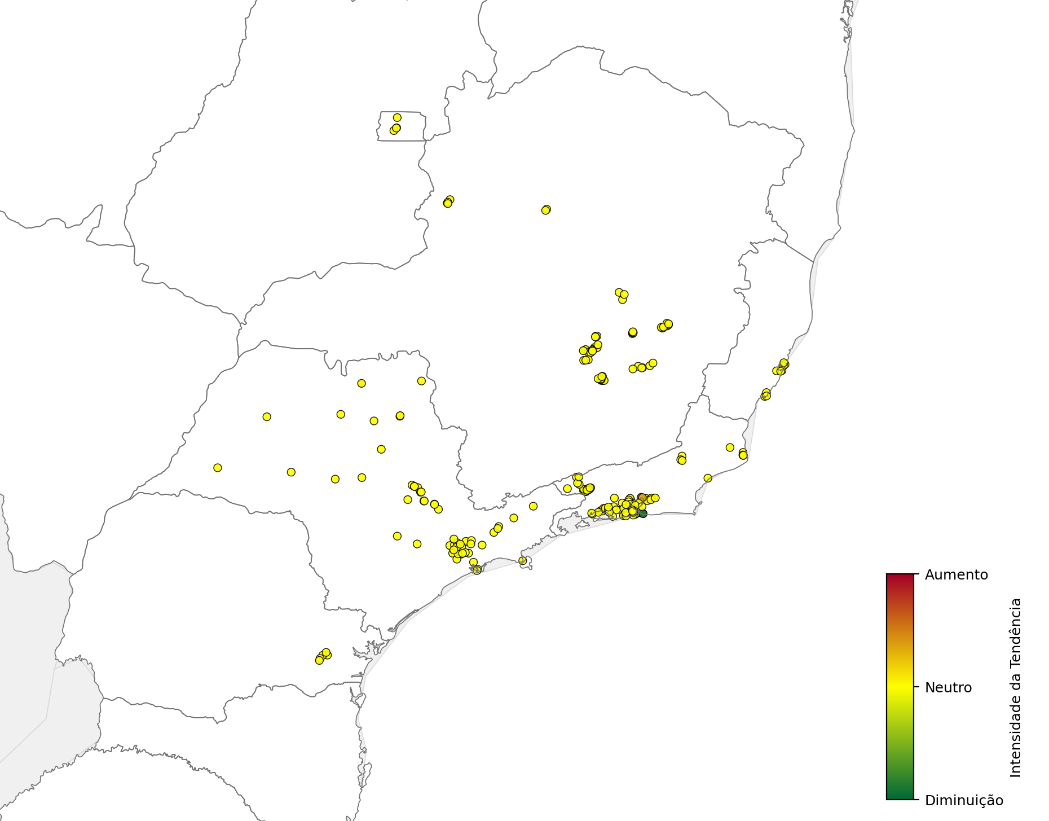 Aumento
Neutro
Diminuição
Intensidade da Tendência